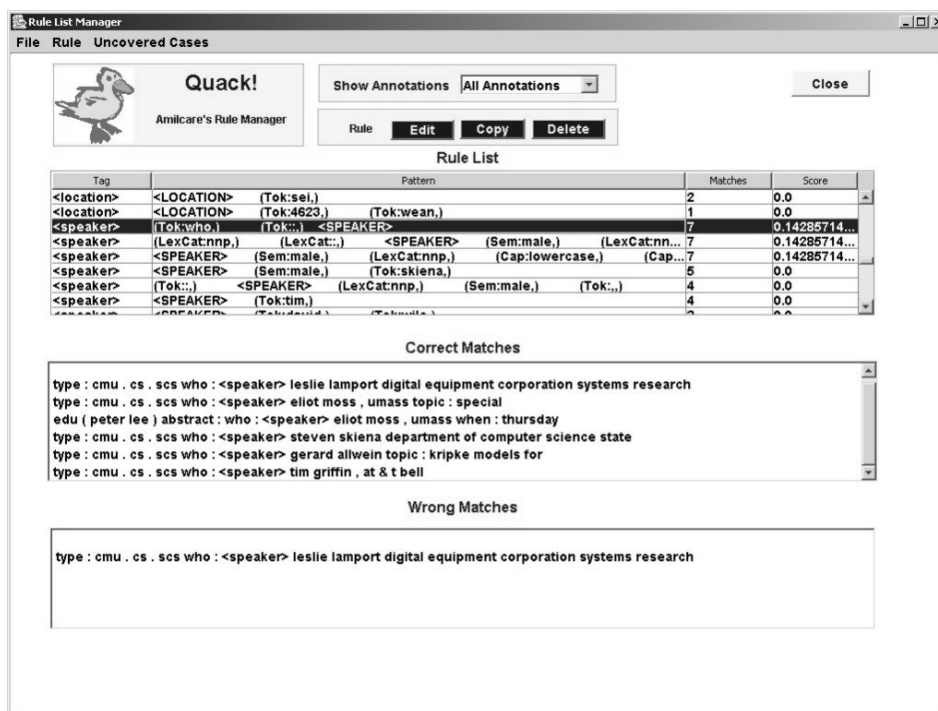 Rule List Manager
File Rule Uncovered Cases
Quack!
Amilcare's Rule Manager
Show Annotations All Annotations
Rule Edit Copy Delete
Close
Rule List
Tag Pattern Matches Score
<location> <LOCATION> (Tok:sei,) 2 0.0
<location> <LOCATION> (Tok:4623,) (Tok:wean,) 1 0.0
<speaker> (Tok:who,) (Tok::,) <SPEAKER> 7 0.14285714...
<speaker> (LexCat:nnp,) (LexCat::,) <SPEAKER> (Sem:male,) (LexCat:nn... 7 0.14285714...
<speaker> <SPEAKER> (Sem:male,) (LexCat:nnp,) (Cap:lowercase,) (Cap... 7 0.14285714...
<speaker> <SPEAKER> (Sem:male,) (Tok:skiena,) 5 0.0
<speaker> (Tok::,) <SPEAKER> (LexCat:nnp,) (Sem:male,) (Tok:,,) 4 0.0
<speaker> <SPEAKER> (Tok:tim,) 4 0.0
Correct Matches
type : cmu . cs . scs who : <speaker> leslie lamport digital equipment corporation systems research
type : cmu . cs . scs who : <speaker> eliot moss , umass topic : special
edu ( peter lee ) abstract : who : <speaker> eliot moss , umass when : thursday
type : cmu . cs . scs who : <speaker> steven skiena department of computer science state
type : cmu . cs . scs who : <speaker> gerard allwein topic : kripke models for
type : cmu . cs . scs who : <speaker> tim griffin , at & t bell
Wrong Matches
type : cmu . cs . scs who : <speaker> leslie lamport digital equipment corporation systems research